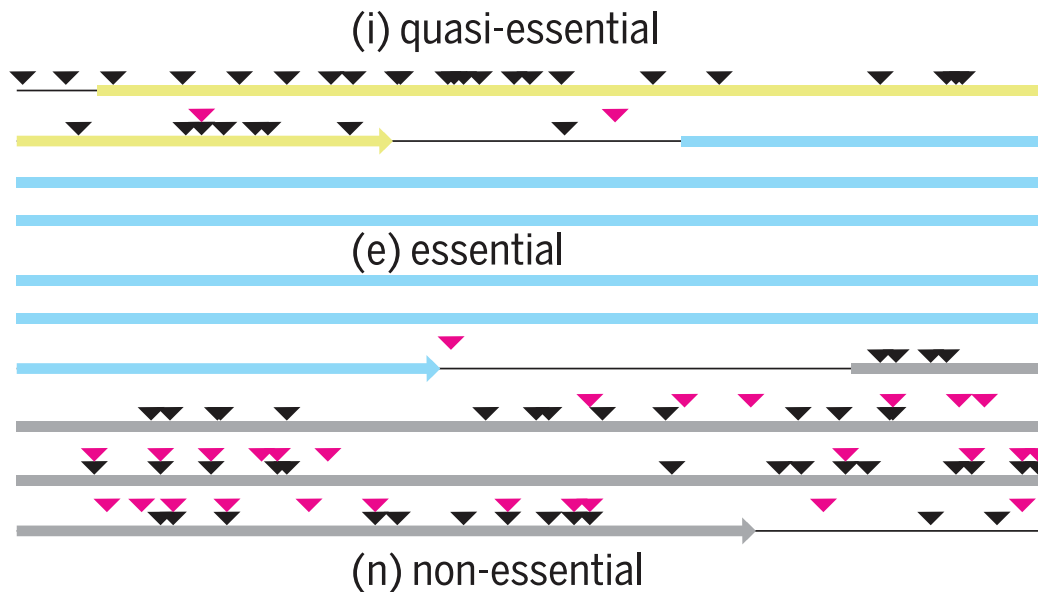 (i) quasi-essential
(e) essential
(n) non-essential